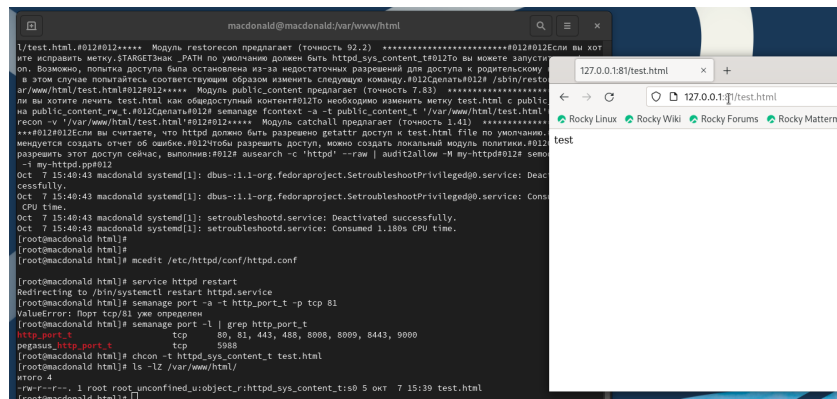 macdonald@macdonald:/var/www/html
l/test.html.#012#012***** Модуль restorecon предлагает (точность 92.2) **************************#012#012Если вы хот
ите исправить метку.$TARGETЗнак _PATH по умолчанию должен быть httpd_sys_content_t#012То вы можете запустит
on. Возможно, попытка доступа была остановлена из-за недостаточных разрешений для доступа к родительскому
в этом случае попытайтесь соответствующим образом изменить следующую команду.#012Сделать#012# /sbin/resto
ar/www/html/test.html#012#012***** Модуль public_content предлагает (точность 7.83) ******************
ли вы хотите лечить test.html как общедоступный контент#012То необходимо изменить метку test.html с public_
на public_content_rw_t.#012Сделать# semanage fcontext -a -t public_content_t '/var/www/html/test.html'
recon -v '/var/www/html/test.html'#012#012***** Модуль catchall предлагает (точность 1.41) *************
***#012#012Если вы считаете, что httpd должно быть разрешено getattr доступ к test.html file по умолчанию.
мендуется создать отчет об ошибке.#012Чтобы разрешить доступ, можно создать локальный модуль политики.#012
разрешить этот доступ сейчас, выполнив:#012# ausearch -c 'httpd' --raw | audit2allow -M my-httpd#012# semo
-i my-httpd.pp#012
Oct 7 15:40:43 macdonald systemd[1]: dbus-:1.1-org.fedoraproject.SetroubleshootPrivileged@0.service: Deac
cessfully.
Oct 7 15:40:43 macdonald systemd[1]: dbus-:1.1-org.fedoraproject.SetroubleshootPrivileged@0.service: Cons
CPU time.
Oct 7 15:40:43 macdonald systemd[1]: setroubleshootd.service: Deactivated successfully.
Oct 7 15:40:43 macdonald systemd[1]: setroubleshootd.service: Consumed 1.180s CPU time.
[root@macdonald html]#
[root@macdonald html]#
[root@macdonald html]# mcedit /etc/httpd/conf/httpd.conf
[root@macdonald html]# service httpd restart
Redirecting to /bin/systemctl restart httpd.service
[root@macdonald html]# semanage port -a -t http_port_t -p tcp 81
ValueError: Порт tcp/81 уже определен
[root@macdonald html]# semanage port -l | grep http_port_t
http_port_t tcp 80, 81, 443, 488, 8008, 8009, 8443, 9000
pegasus_http_port_t tcp 5988
[root@macdonald html]# chcon -t httpd_sys_content_t test.html
[root@macdonald html]# ls -lZ /var/www/html/
итого 4
-rw-r--r--. 1 root root unconfined_u:object_r:httpd_sys_content_t:s0 5 окт 7 15:39 test.html
[root@macdonald html]#
127.0.0.1:81/test.html
127.0.0.1:81/test.html
Rocky Linux Rocky Wiki Rocky Forums Rocky Matterm
test